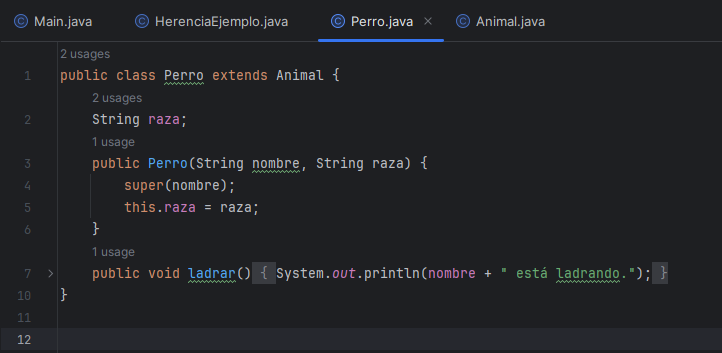 Main.java HerenciaEjemplo.java Perro.java × Animal.java
2 usages
1 public class Perro extends Animal {
2 usages
2 String raza;
1 usage
3 public Perro(String nombre, String raza) {
4 super(nombre);
5 this.raza = raza;
6 }
1 usage
7 public void ladrar() { System.out.println(nombre + " está ladrando."); }
10 }
11
12